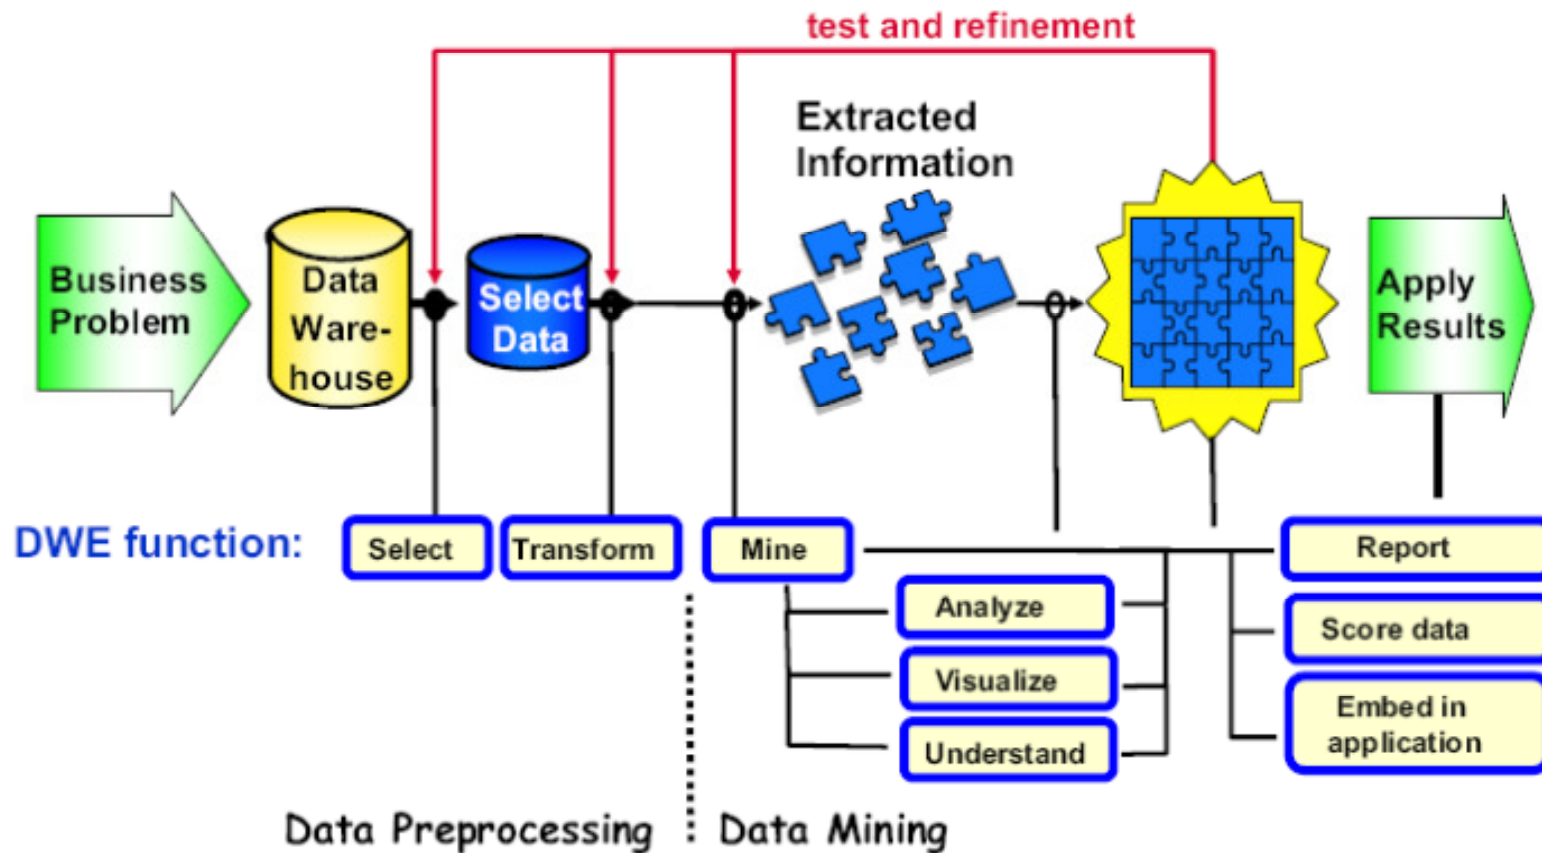 test and refinement
Extracted
Information
Business
Problem
Data
Ware-
house
Select
Data
Apply
Results
DWE function:
Select
Transform
Mine
Report
Analyze
Score data
Visualize
Embed in
application
Understand
Data Preprocessing
Data Mining